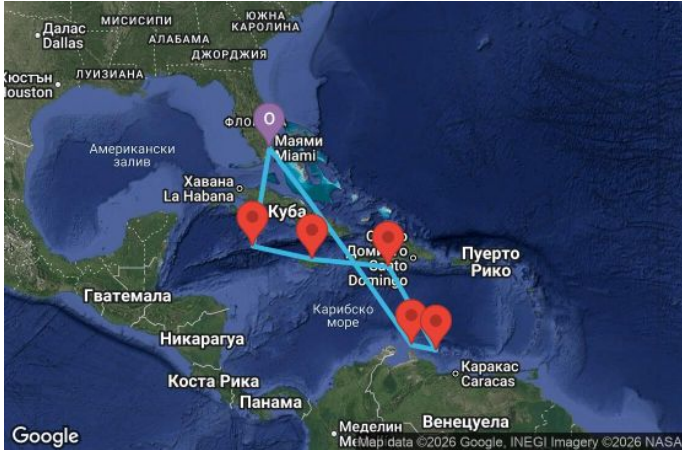 МИСИСИПИ
ЮЖНА
КАРОЛИНА
Далас
Dallas
АЛАБАМА
ДЖОРДЖИЯ
Хюстън
Houston
ЛУИЗИАНА
O
Американски
залив
Маями
Miami
Хавана
La Habana
Куба
Доминго
Santo
Domingo
Пуерто
Рико
Гватемала
Карибско
море
Никарагуа
Коста Рика
Каракас
Caracas
Панама
Меделин
Венецуела
Google
Map data ©2026 Google, INEGI Imagery ©2026 NASA